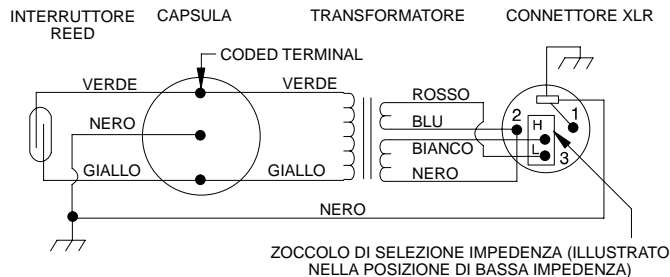 INTERRUTTORE
REED
CAPSULA
TRANSFORMATORE
CONNETTORE XLR
CODED TERMINAL
VERDE
VERDE
NERO
GIALLO
GIALLO
ROSSO
BLU
BIANCO
NERO
2
H
L
1
3
NERO
ZOCCOLO DI SELEZIONE IMPEDENZA (ILLUSTRATO
NELLA POSIZIONE DI BASSA IMPEDENZA)